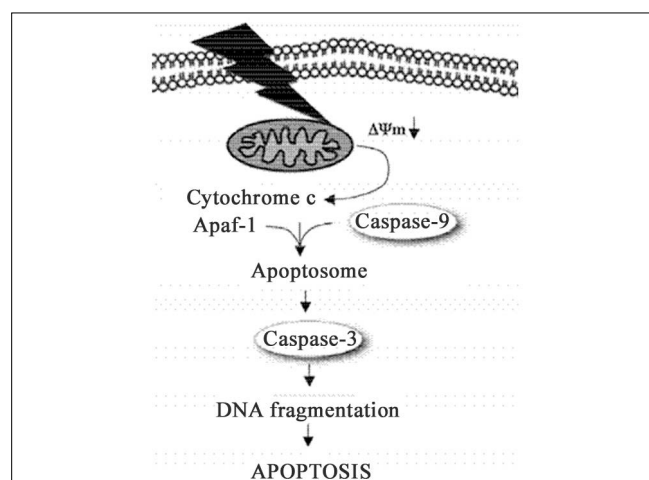 ΔΨm
Cytochrome c
Apaf-1
Caspase-9
Apoptosome
Caspase-3
DNA fragmentation
APOPTOSIS